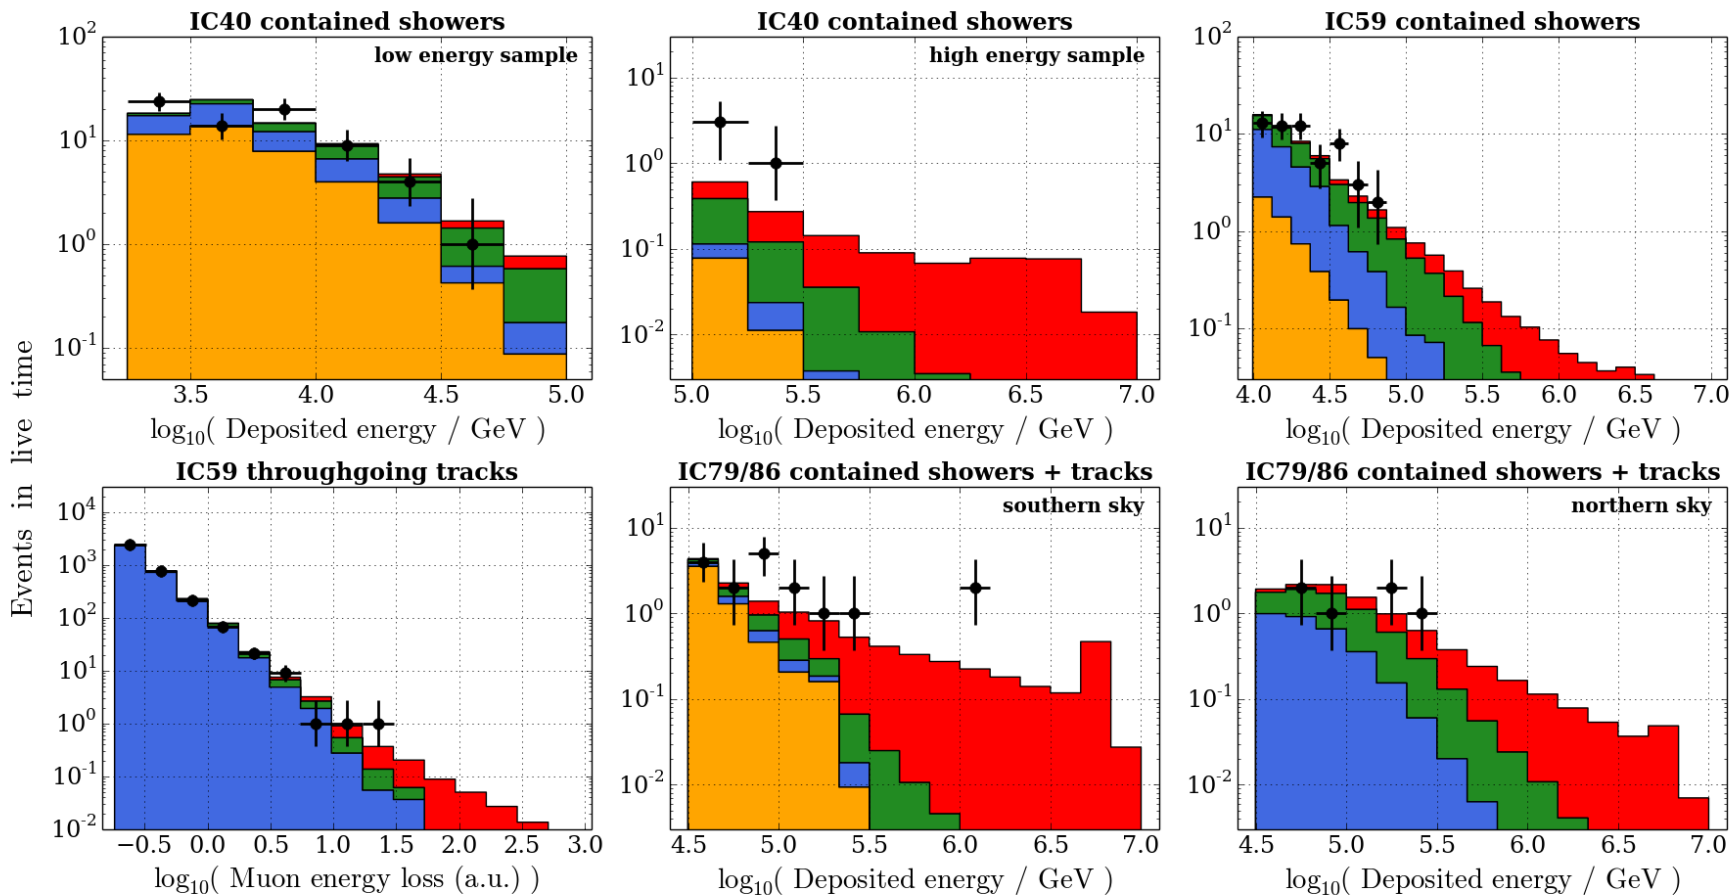 IC40 contained showers
low energy sample
10² 10¹ 10⁰ 10⁻¹
3.5 4.0 4.5 5.0
log₁₀( Deposited energy / GeV )
IC40 contained showers
high energy sample
10¹ 10⁰ 10⁻¹ 10⁻²
5.0 5.5 6.0 6.5 7.0
log₁₀( Deposited energy / GeV )
IC59 contained showers
10² 10¹ 10⁰ 10⁻¹
4.0 4.5 5.0 5.5 6.0 6.5 7.0
log₁₀( Deposited energy / GeV )
Events in live time
IC59 throughgoing tracks
10⁴ 10³ 10² 10¹ 10⁰ 10⁻¹ 10⁻²
−0.5 0.0 0.5 1.0 1.5 2.0 2.5 3.0
log₁₀( Muon energy loss (a.u.) )
IC79/86 contained showers + tracks
southern sky
10¹ 10⁰ 10⁻¹ 10⁻²
4.5 5.0 5.5 6.0 6.5 7.0
log₁₀( Deposited energy / GeV )
IC79/86 contained showers + tracks
northern sky
10¹ 10⁰ 10⁻¹ 10⁻²
4.5 5.0 5.5 6.0 6.5 7.0
log₁₀( Deposited energy / GeV )